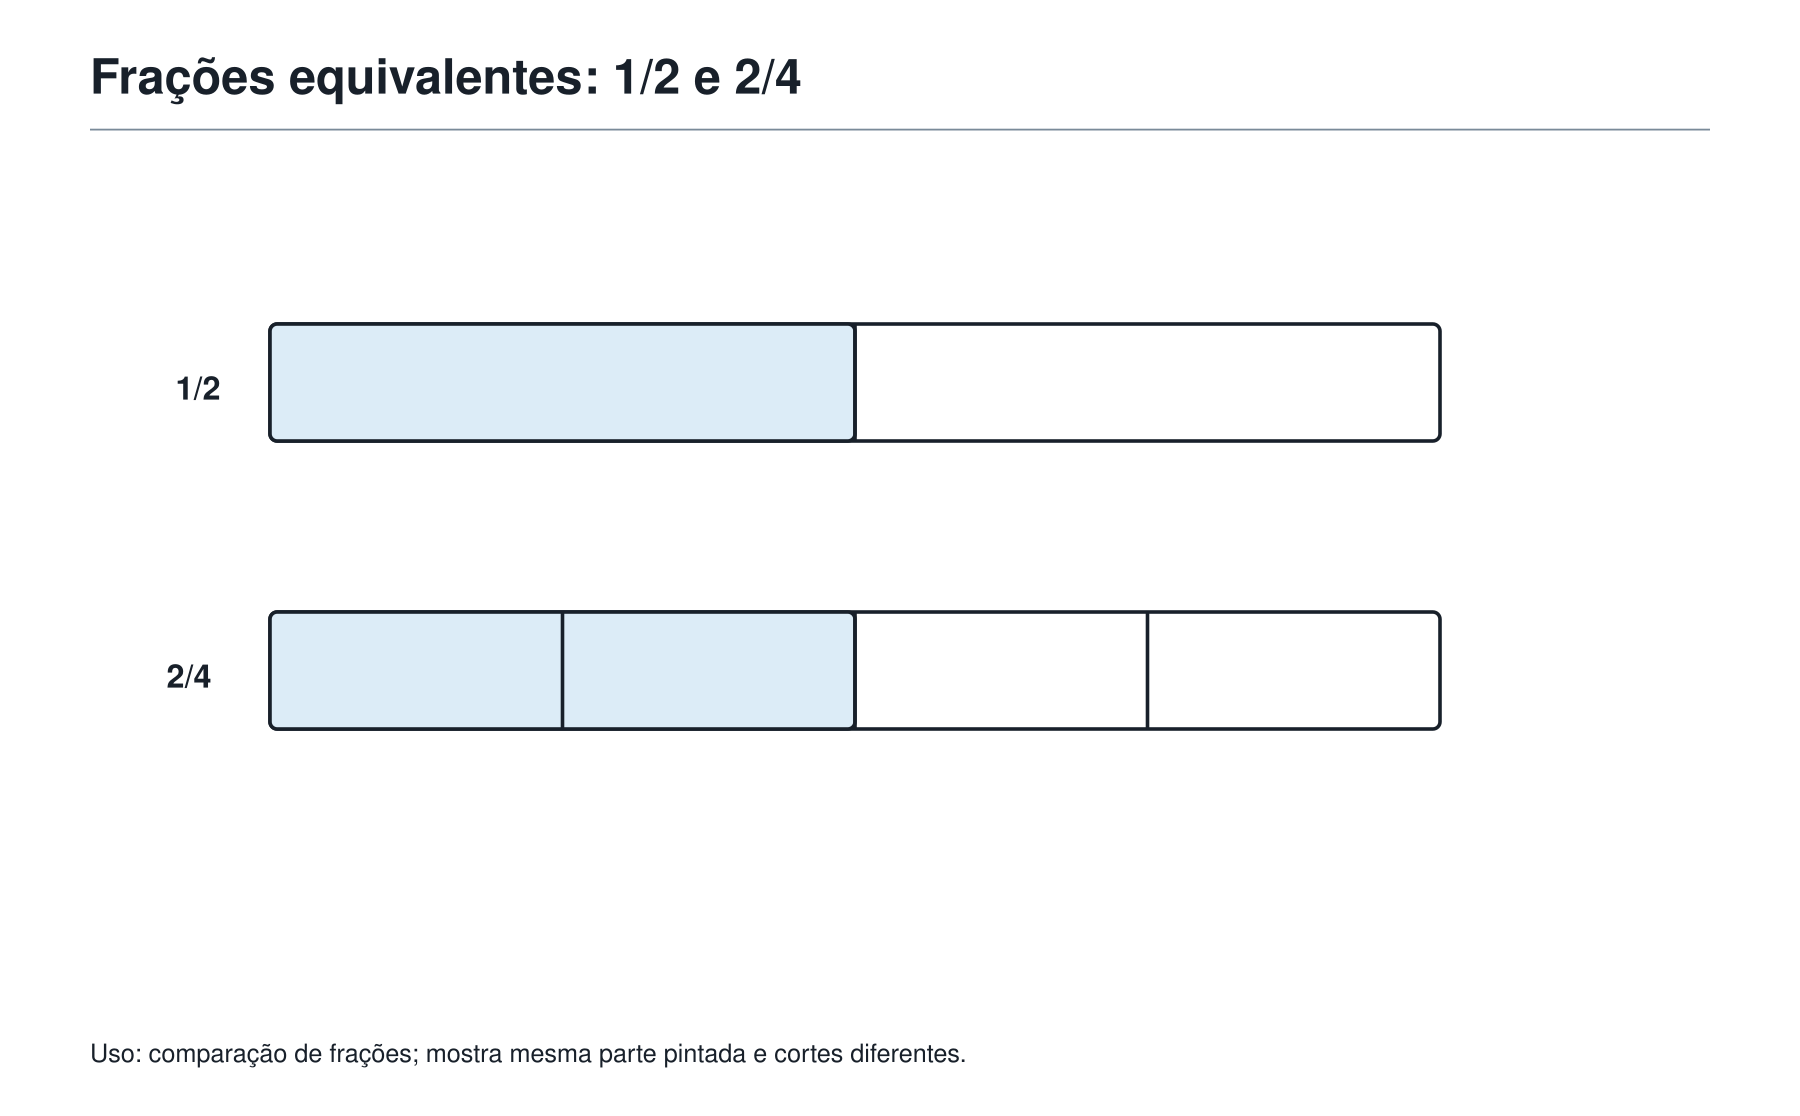 Frações equivalentes: 1/2 e 2/4
1/2
2/4
Uso: comparação de frações; mostra mesma parte pintada e cortes diferentes.